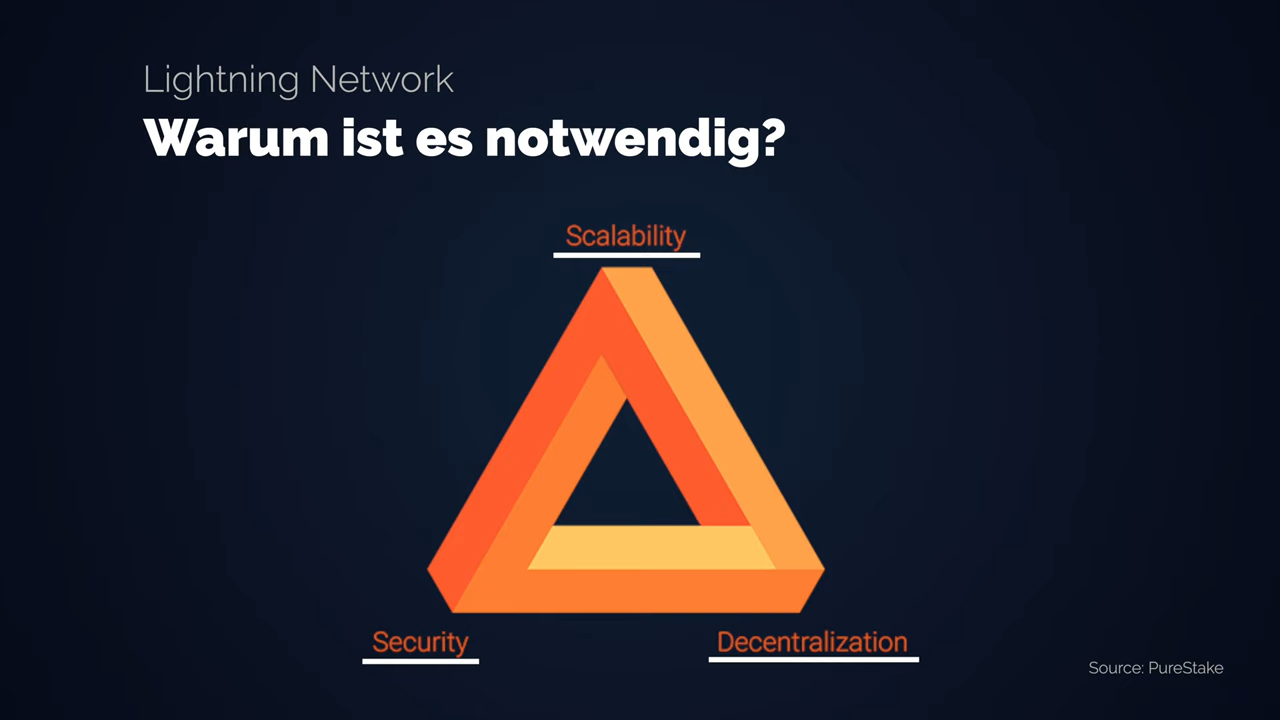 Lightning Network
Warum ist es notwendig?
Scalability
Security
Decentralization
Source: PureStake